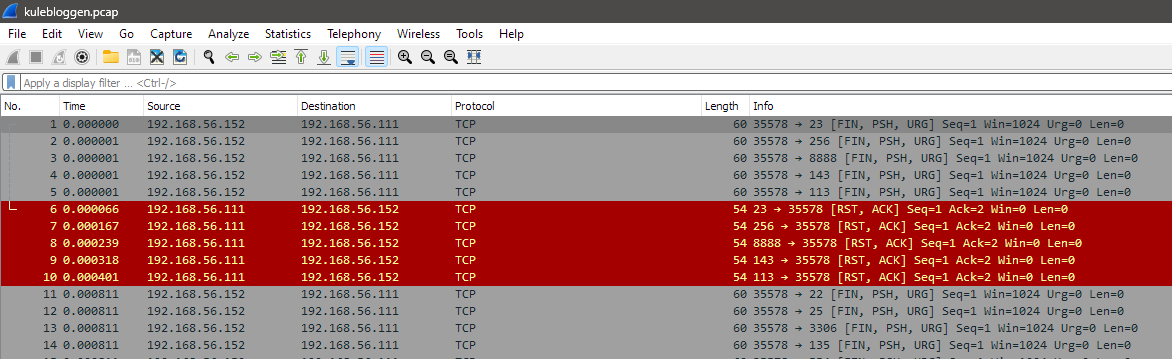 kulebloggen.pcap
File Edit View Go Capture Analyze Statistics Telephony Wireless Tools Help
Apply a display filter … <Ctrl-/>
No. Time Source Destination Protocol Length Info
1 0.000000 192.168.56.152 192.168.56.111 TCP 60 35578 → 23 [FIN, PSH, URG] Seq=1 Win=1024 Urg=0 Len=0
2 0.000001 192.168.56.152 192.168.56.111 TCP 60 35578 → 256 [FIN, PSH, URG] Seq=1 Win=1024 Urg=0 Len=0
3 0.000001 192.168.56.152 192.168.56.111 TCP 60 35578 → 8888 [FIN, PSH, URG] Seq=1 Win=1024 Urg=0 Len=0
4 0.000001 192.168.56.152 192.168.56.111 TCP 60 35578 → 143 [FIN, PSH, URG] Seq=1 Win=1024 Urg=0 Len=0
5 0.000001 192.168.56.152 192.168.56.111 TCP 60 35578 → 113 [FIN, PSH, URG] Seq=1 Win=1024 Urg=0 Len=0
6 0.000066 192.168.56.111 192.168.56.152 TCP 54 23 → 35578 [RST, ACK] Seq=1 Ack=2 Win=0 Len=0
7 0.000167 192.168.56.111 192.168.56.152 TCP 54 256 → 35578 [RST, ACK] Seq=1 Ack=2 Win=0 Len=0
8 0.000239 192.168.56.111 192.168.56.152 TCP 54 8888 → 35578 [RST, ACK] Seq=1 Ack=2 Win=0 Len=0
9 0.000318 192.168.56.111 192.168.56.152 TCP 54 143 → 35578 [RST, ACK] Seq=1 Ack=2 Win=0 Len=0
10 0.000401 192.168.56.111 192.168.56.152 TCP 54 113 → 35578 [RST, ACK] Seq=1 Ack=2 Win=0 Len=0
11 0.000811 192.168.56.152 192.168.56.111 TCP 60 35578 → 22 [FIN, PSH, URG] Seq=1 Win=1024 Urg=0 Len=0
12 0.000811 192.168.56.152 192.168.56.111 TCP 60 35578 → 25 [FIN, PSH, URG] Seq=1 Win=1024 Urg=0 Len=0
13 0.000811 192.168.56.152 192.168.56.111 TCP 60 35578 → 3306 [FIN, PSH, URG] Seq=1 Win=1024 Urg=0 Len=0
14 0.000811 192.168.56.152 192.168.56.111 TCP 60 35578 → 135 [FIN, PSH, URG] Seq=1 Win=1024 Urg=0 Len=0